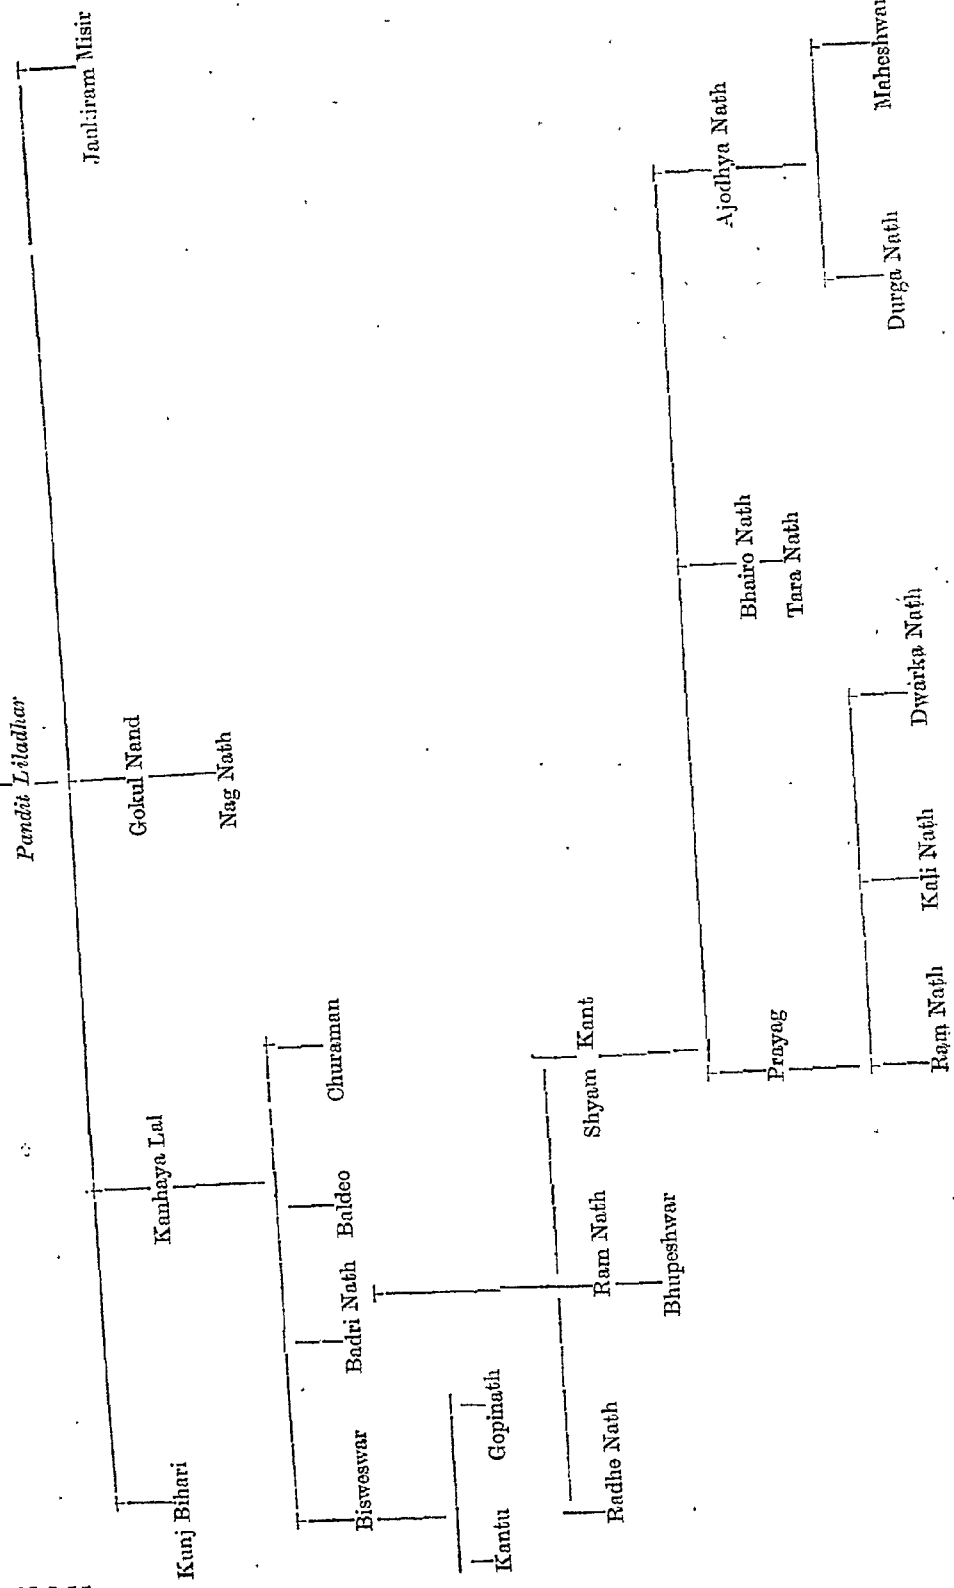 Pandit Liladhar
Kunj Bihari
Kanhaya Lal
Gokul Nand
Jankiram Misir
Nag Nath
Bisweswar
Badri Nath
Baldeo
Churaman
Kantu
Gopinath
Radhe Nath
Ram Nath
Shyam Kant
Bhupeshwar
Prayag
Bhairo Nath
Ajodhya Nath
Tara Nath
Ram Nath
Kali Nath
Dwarka Nath
Durga Nath
Maheshwar